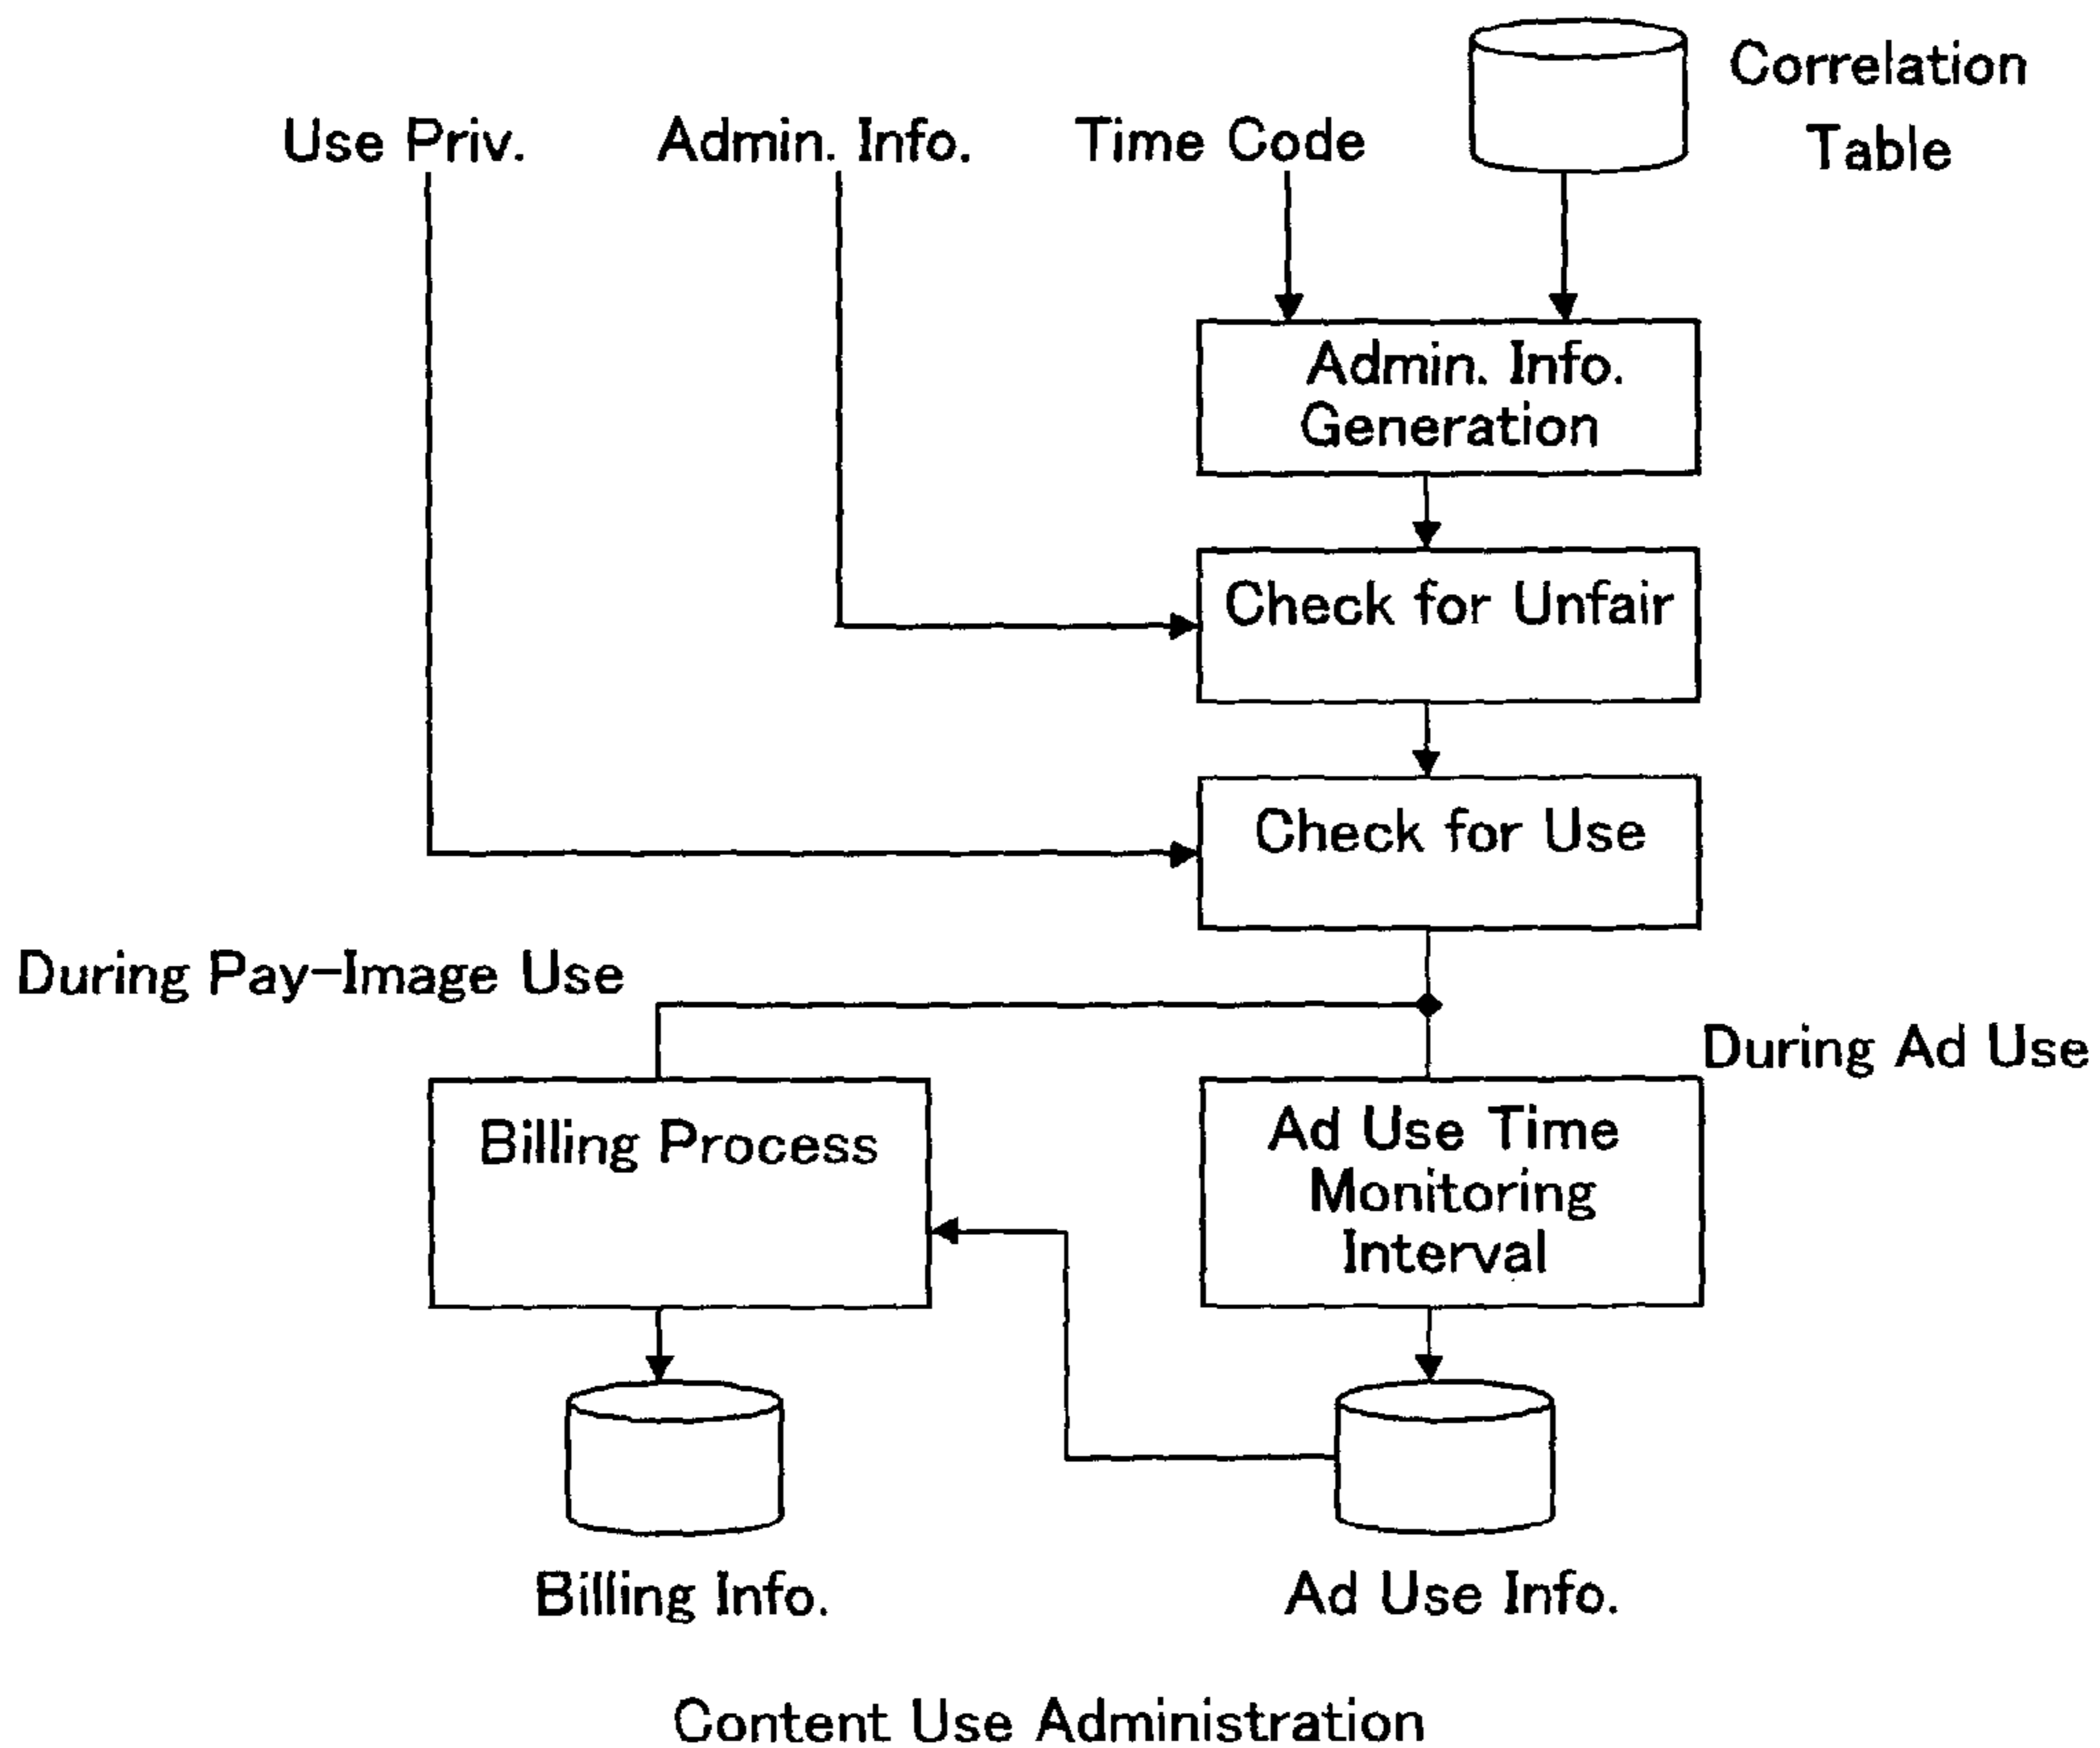 Correlation
Table
Use Priv.
Admin. Info.
Time Code
Admin. Info.
Generation
Check for Unfair
Check for Use
During Pay-Image Use
During Ad Use
Billing Process
Ad Use Time
Monitoring
Interval
Billing Info.
Ad Use Info.
Content Use Administration